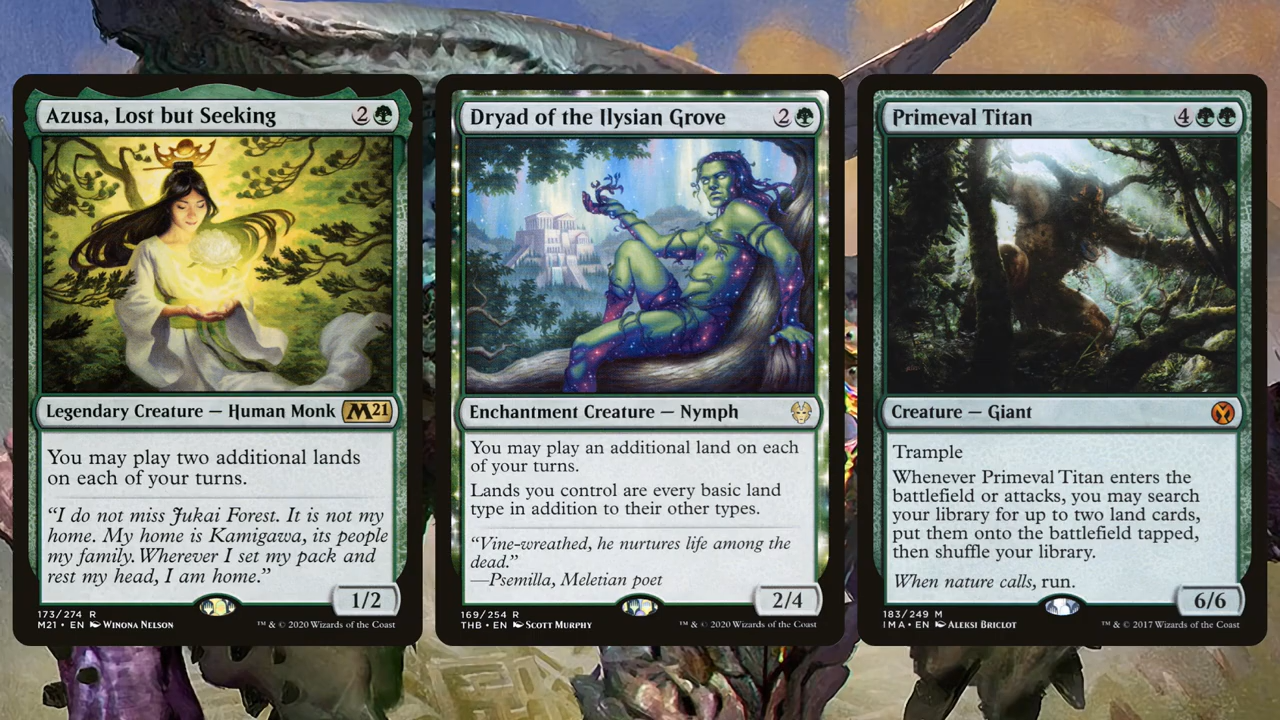 Azusa, Lost but Seeking 2
Legendary Creature — Human Monk M21
You may play two additional lands
on each of your turns.
“I do not miss Jukai Forest. It is not my
home. My home is Kamigawa, its people
my family.Wherever I set my pack and
rest my head, I am home.”
1/2
173/274 R
M21 • EN Winona Nelson
™ & © 2020 Wizards of the Coast
Dryad of the Ilysian Grove 2
Enchantment Creature — Nymph
You may play an additional land on each
of your turns.
Lands you control are every basic land
type in addition to their other types.
“Vine-wreathed, he nurtures life among the
dead.”
—Psemilla, Meletian poet
2/4
169/254 R
THB • EN Scott Murphy
™ & © 2020 Wizards of the Coast
Primeval Titan 4
Creature — Giant
Trample
Whenever Primeval Titan enters the
battlefield or attacks, you may search
your library for up to two land cards,
put them onto the battlefield tapped,
then shuffle your library.
When nature calls, run.
6/6
183/249 M
IMA • EN Aleksi Briclot
™ & © 2017 Wizards of the Coast